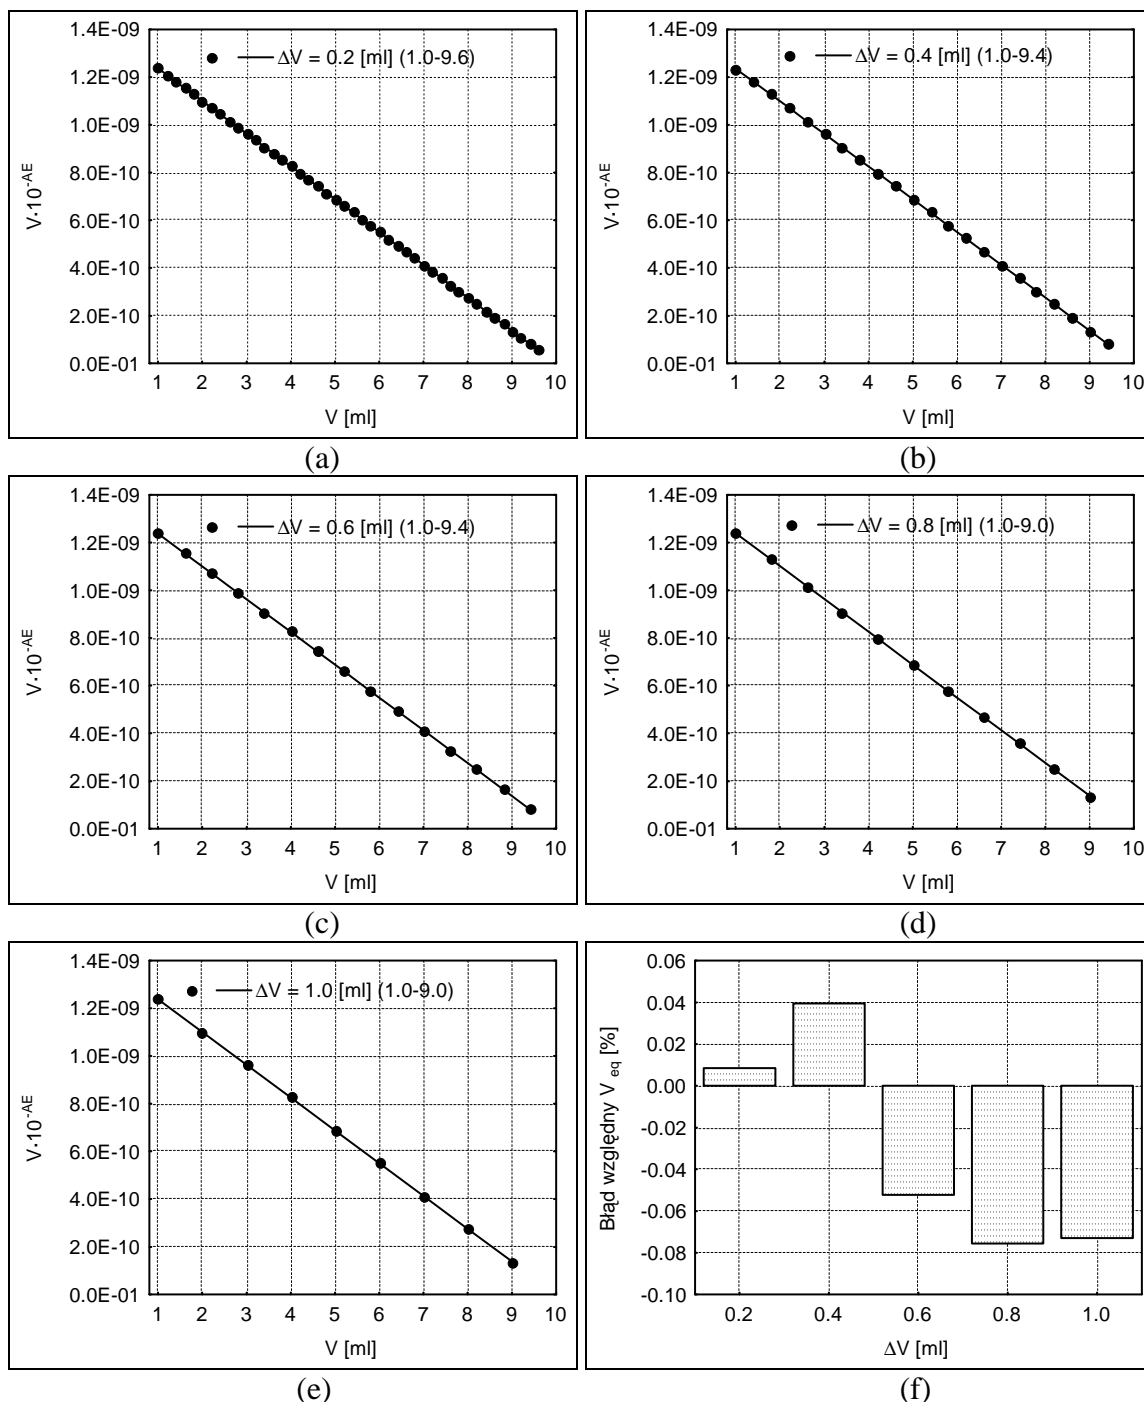 1.4E-09
1.2E-09
1.0E-09
8.0E-10
6.0E-10
4.0E-10
2.0E-10
0.0E-01
V·10^-AE
ΔV = 0.2 [ml] (1.0-9.6)
1 2 3 4 5 6 7 8 9 10
V [ml]
(a)
1.4E-09
1.2E-09
1.0E-09
8.0E-10
6.0E-10
4.0E-10
2.0E-10
0.0E-01
V·10^-AE
ΔV = 0.4 [ml] (1.0-9.4)
1 2 3 4 5 6 7 8 9 10
V [ml]
(b)
1.4E-09
1.2E-09
1.0E-09
8.0E-10
6.0E-10
4.0E-10
2.0E-10
0.0E-01
V·10^-AE
ΔV = 0.6 [ml] (1.0-9.4)
1 2 3 4 5 6 7 8 9 10
V [ml]
(c)
1.4E-09
1.2E-09
1.0E-09
8.0E-10
6.0E-10
4.0E-10
2.0E-10
0.0E-01
V·10^-AE
ΔV = 0.8 [ml] (1.0-9.0)
1 2 3 4 5 6 7 8 9 10
V [ml]
(d)
1.4E-09
1.2E-09
1.0E-09
8.0E-10
6.0E-10
4.0E-10
2.0E-10
0.0E-01
V·10^-AE
ΔV = 1.0 [ml] (1.0-9.0)
1 2 3 4 5 6 7 8 9 10
V [ml]
(e)
0.06
0.04
0.02
0.00
-0.02
-0.04
-0.06
-0.08
-0.10
Błąd względny V eq [%]
0.2 0.4 0.6 0.8 1.0
ΔV [ml]
(f)